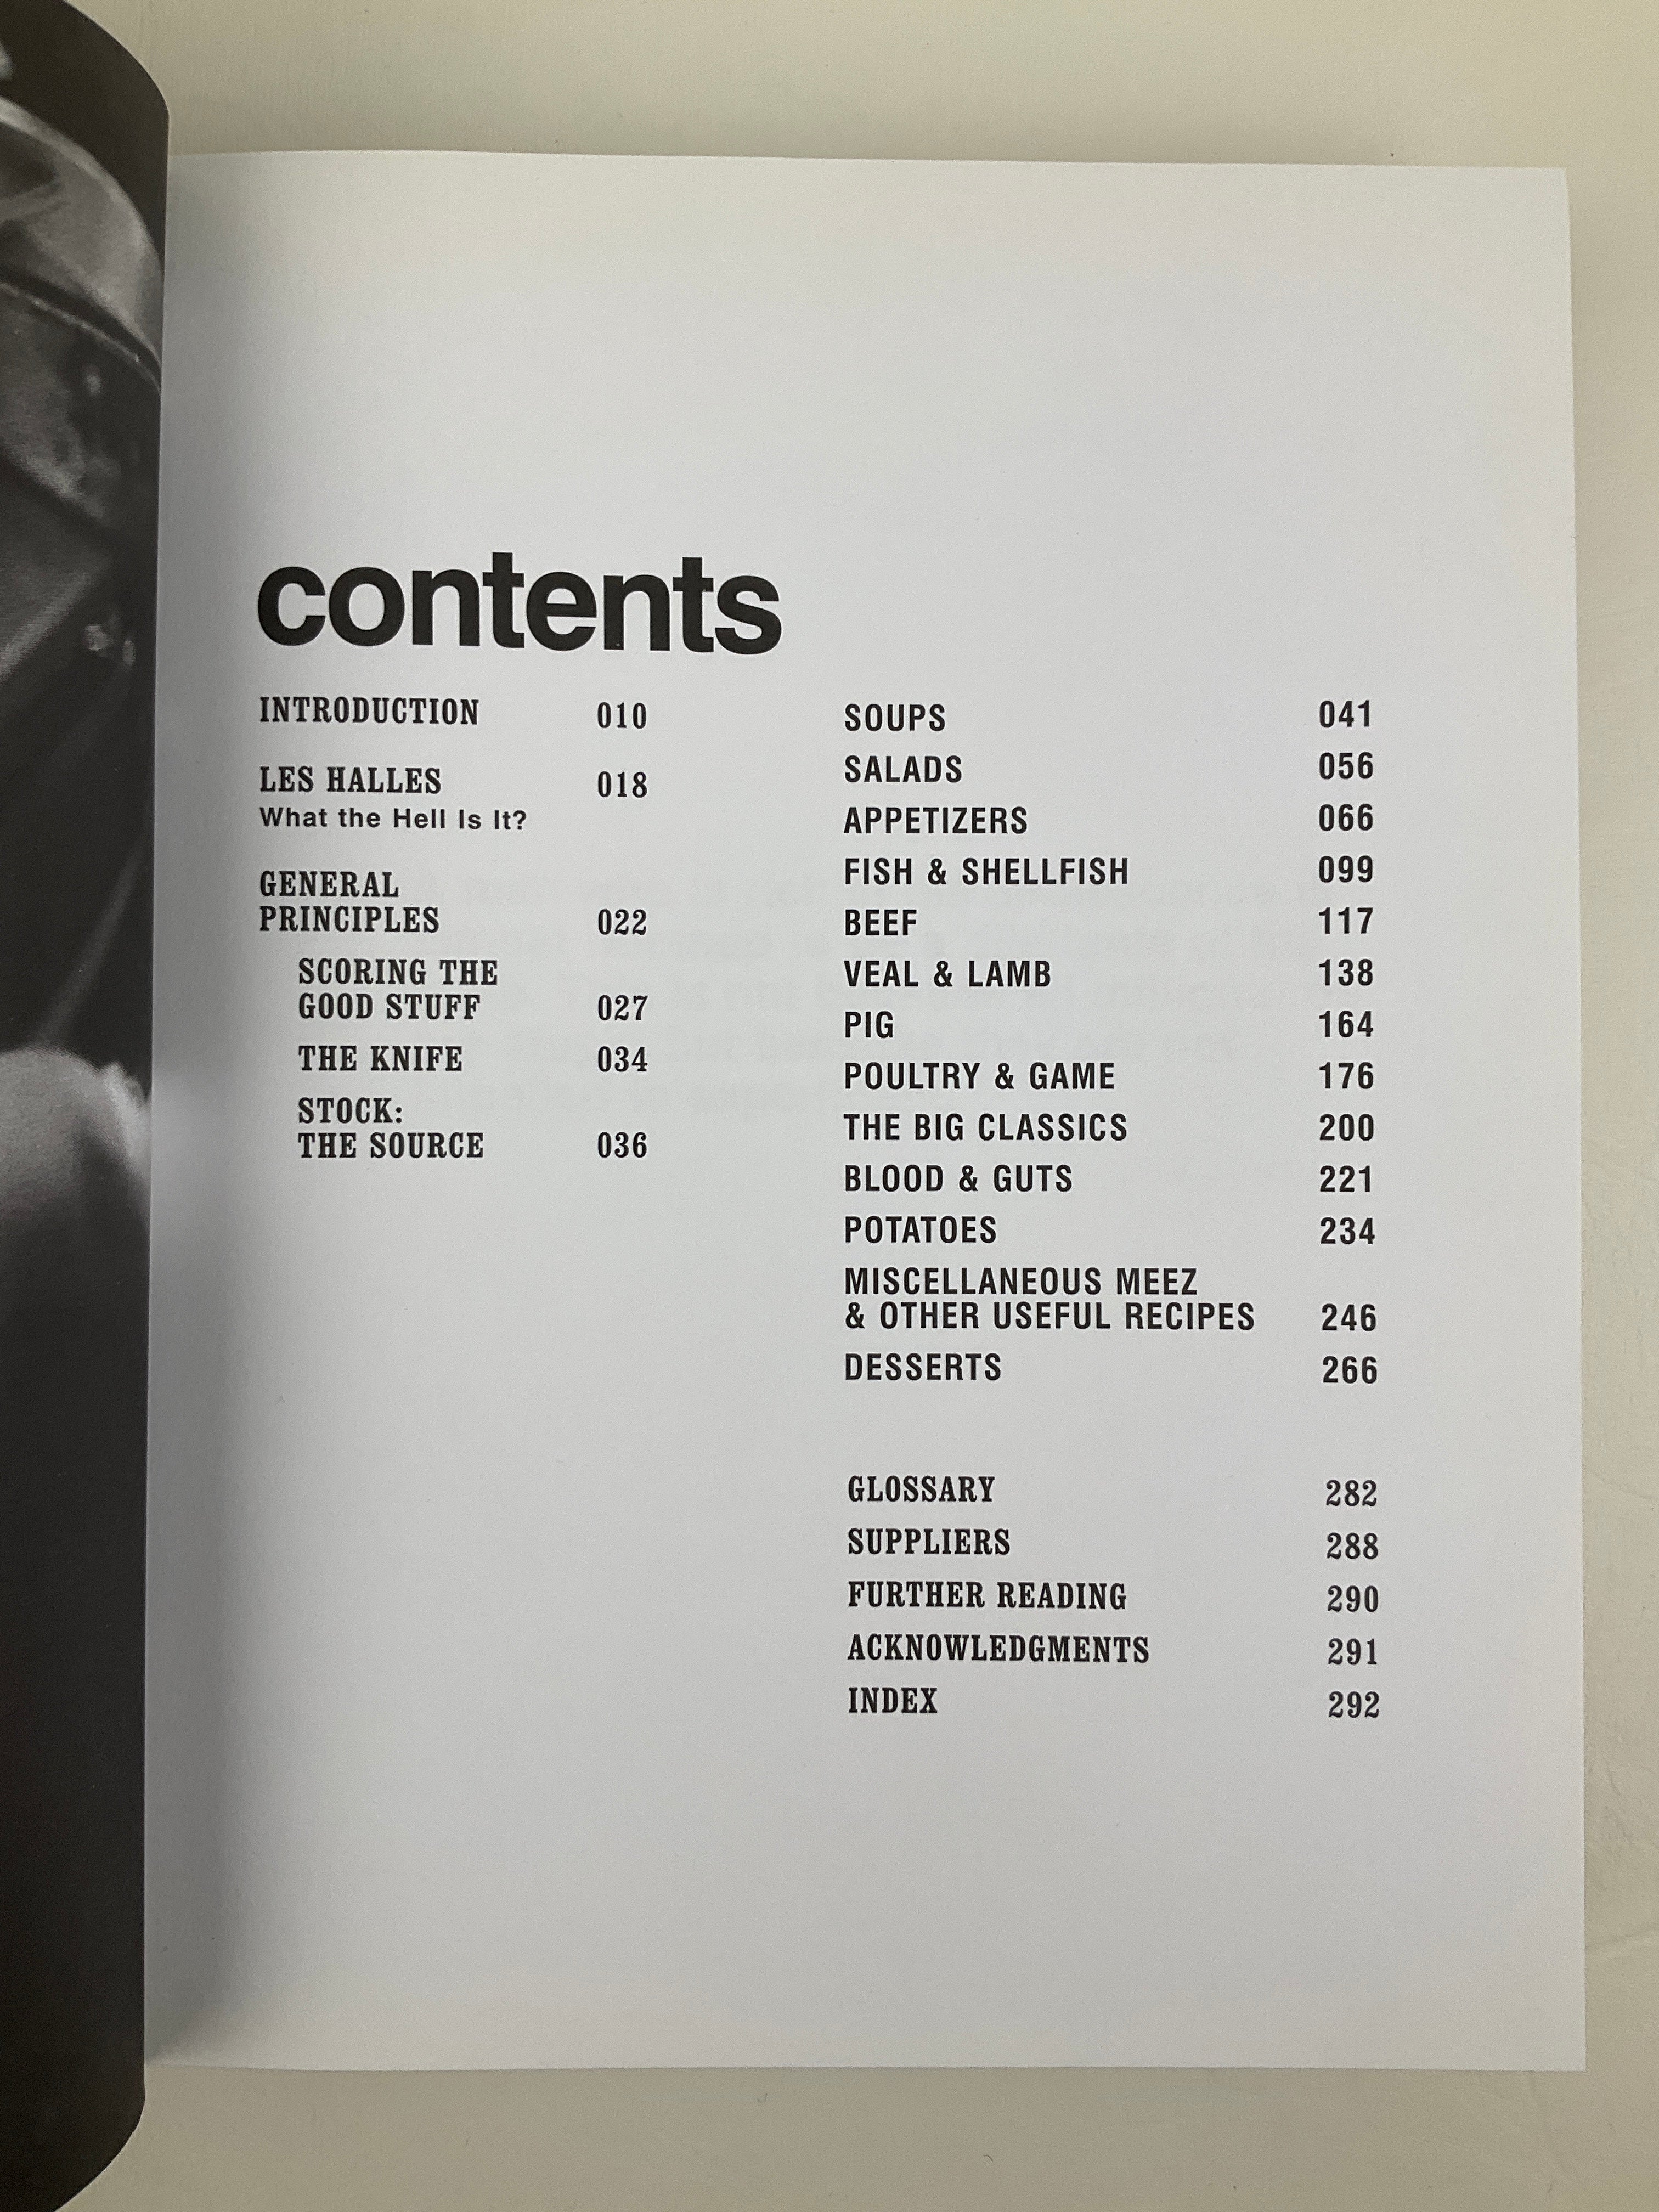 contents
INTRODUCTION 010
LES HALLES 018
What the Hell Is It?
GENERAL
PRINCIPLES 022
SCORING THE
GOOD STUFF 027
THE KNIFE 034
STOCK:
THE SOURCE 036
SOUPS 041
SALADS 056
APPETIZERS 066
FISH & SHELLFISH 099
BEEF 117
VEAL & LAMB 138
PIG 164
POULTRY & GAME 176
THE BIG CLASSICS 200
BLOOD & GUTS 221
POTATOES 234
MISCELLANEOUS MEEZ
& OTHER USEFUL RECIPES 246
DESSERTS 266
GLOSSARY 282
SUPPLIERS 288
FURTHER READING 290
ACKNOWLEDGMENTS 291
INDEX 292